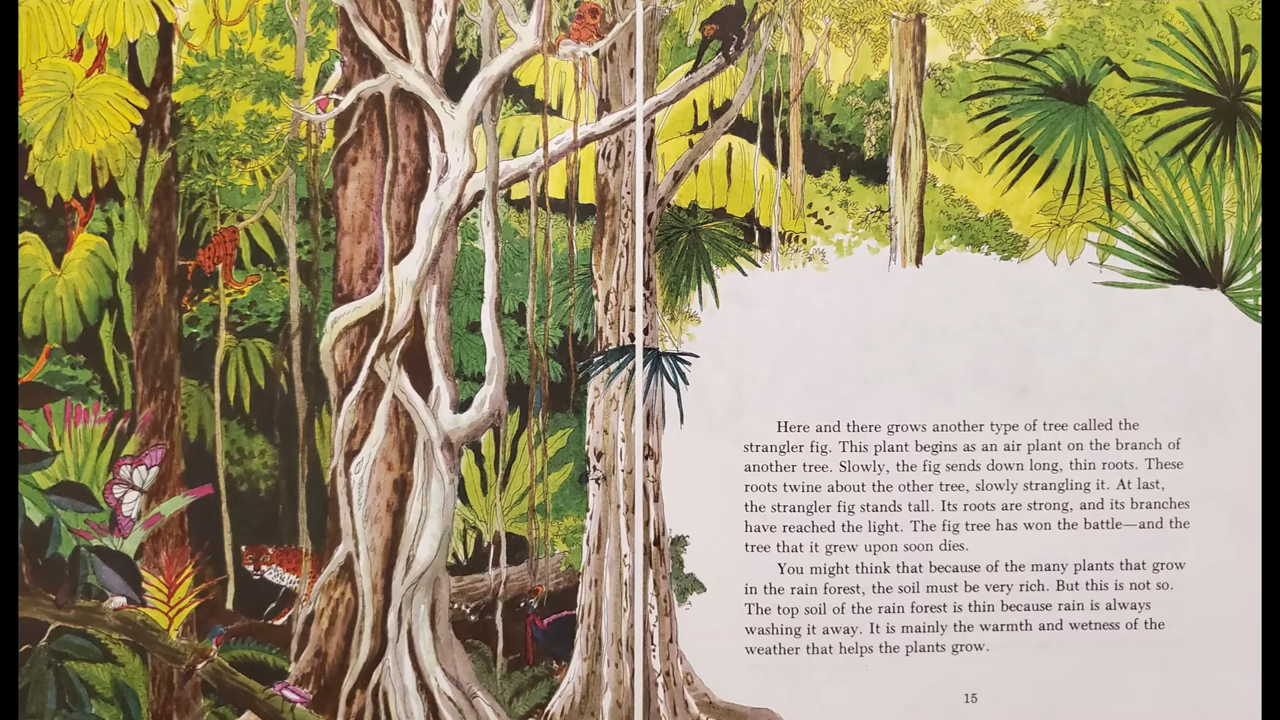 Here and there grows another type of tree called the
strangler fig. This plant begins as an air plant on the branch of
another tree. Slowly, the fig sends down long, thin roots. These
roots twine about the other tree, slowly strangling it. At last,
the strangler fig stands tall. Its roots are strong, and its branches
have reached the light. The fig tree has won the battle—and the
tree that it grew upon soon dies.
You might think that because of the many plants that grow
in the rain forest, the soil must be very rich. But this is not so.
The top soil of the rain forest is thin because rain is always
washing it away. It is mainly the warmth and wetness of the
weather that helps the plants grow.
15